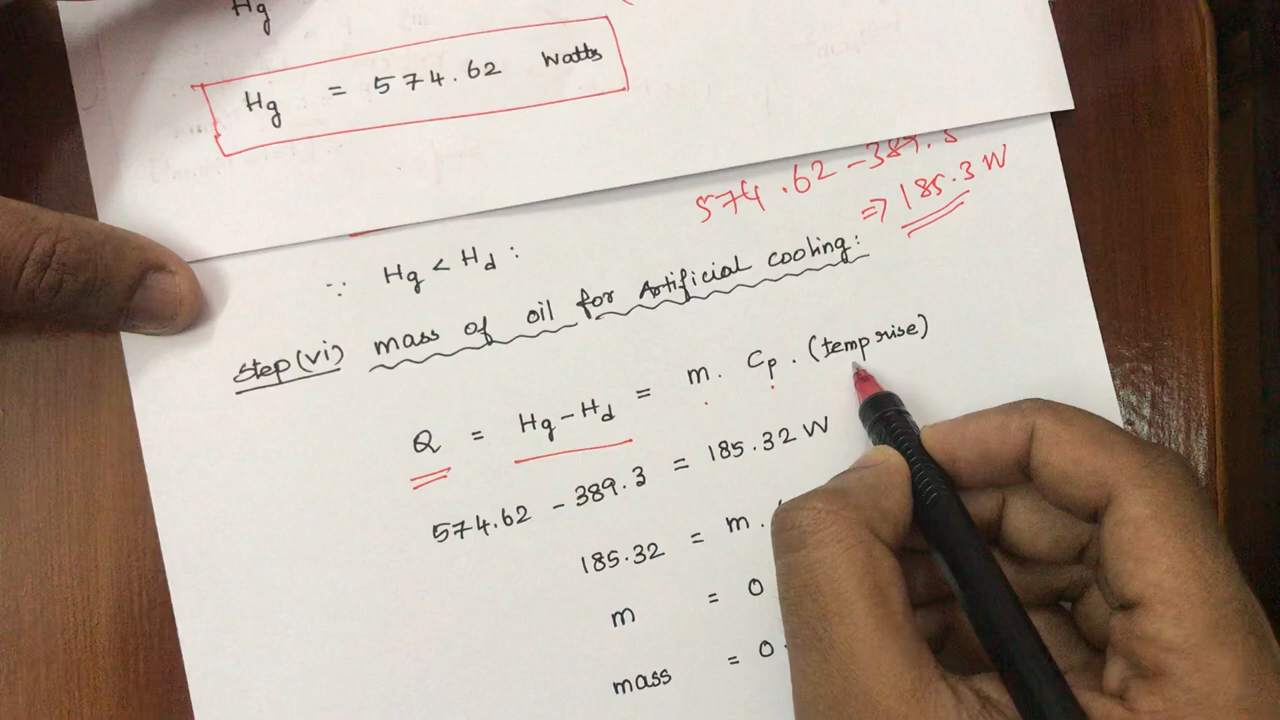 Hg
Hg = 574.62 Watts
574.62 - 389.3
⇒ 185.3 W
∵ Hg < Hd :
Step (vi) mass of oil for Artificial cooling:
Q = Hg - Hd = m. Cp. (temp rise)
574.62 - 389.3 = 185.32 W
185.32 = m.
m = 0
mass = 0.